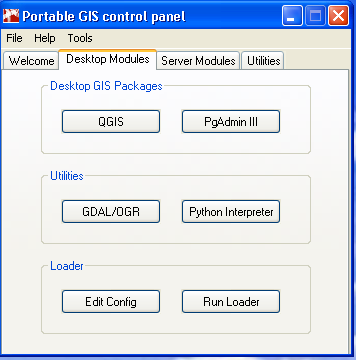 Portable GIS control panel
File Help Tools
Welcome Desktop Modules Server Modules Utilities
Desktop GIS Packages
QGIS PgAdmin III
Utilities
GDAL/OGR Python Interpreter
Loader
Edit Config Run Loader